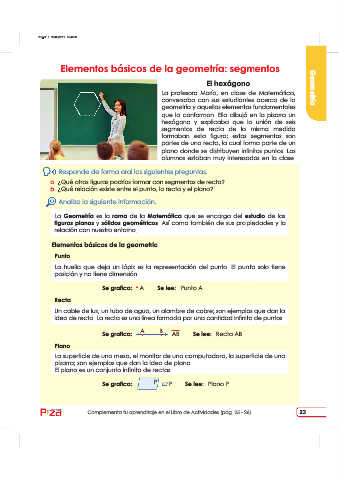 Elementos básicos de la geometría: segmentos
Geometría
El hexágono
La profesora María, en clase de Matemática,
conversaba con sus estudiantes acerca de la
geometría y aquellos elementos fundamentales
que la conforman. Ella dibujó en la pizarra un
hexágono y explicaba que la unión de seis
segmentos de recta de la misma medida
formaban esta figura; estos segmentos son
partes de una recta, la cual forma parte de un
plano donde se distribuyen infinitos puntos. Los
alumnos estaban muy interesados en la clase.
Responde de forma oral las siguientes preguntas.
a ¿Qué otras figuras podrías formar con segmentos de recta?
b ¿Qué relación existe entre el punto, la recta y el plano?
Analiza la siguiente información.
La Geometría es la rama de la Matemática que se encarga del estudio de las
figuras planas y sólidos geométricos. Así como también de sus propiedades y la
relación con nuestro entorno.
Elementos básicos de la geometría
Punto
La huella que deja un lápiz es la representación del punto. El punto solo tiene
posición y no tiene dimensión.
Se grafica: • A Se lee: Punto A
Recta
Un cable de luz, un tubo de agua, un alambre de cobre; son ejemplos que dan la
idea de recta. La recta es una línea formada por una cantidad infinita de puntos.
Se grafica: A B AB Se lee: Recta AB
Plano
La superficie de una mesa, el monitor de una computadora, la superficie de una
pizarra; son ejemplos que dan la idea de plano.
El plano es un conjunto infinito de rectas.
Se grafica: P ▱ P Se lee: Plano P
Complementa tu aprendizaje en el Libro de Actividades (pág. 55 - 56)
23